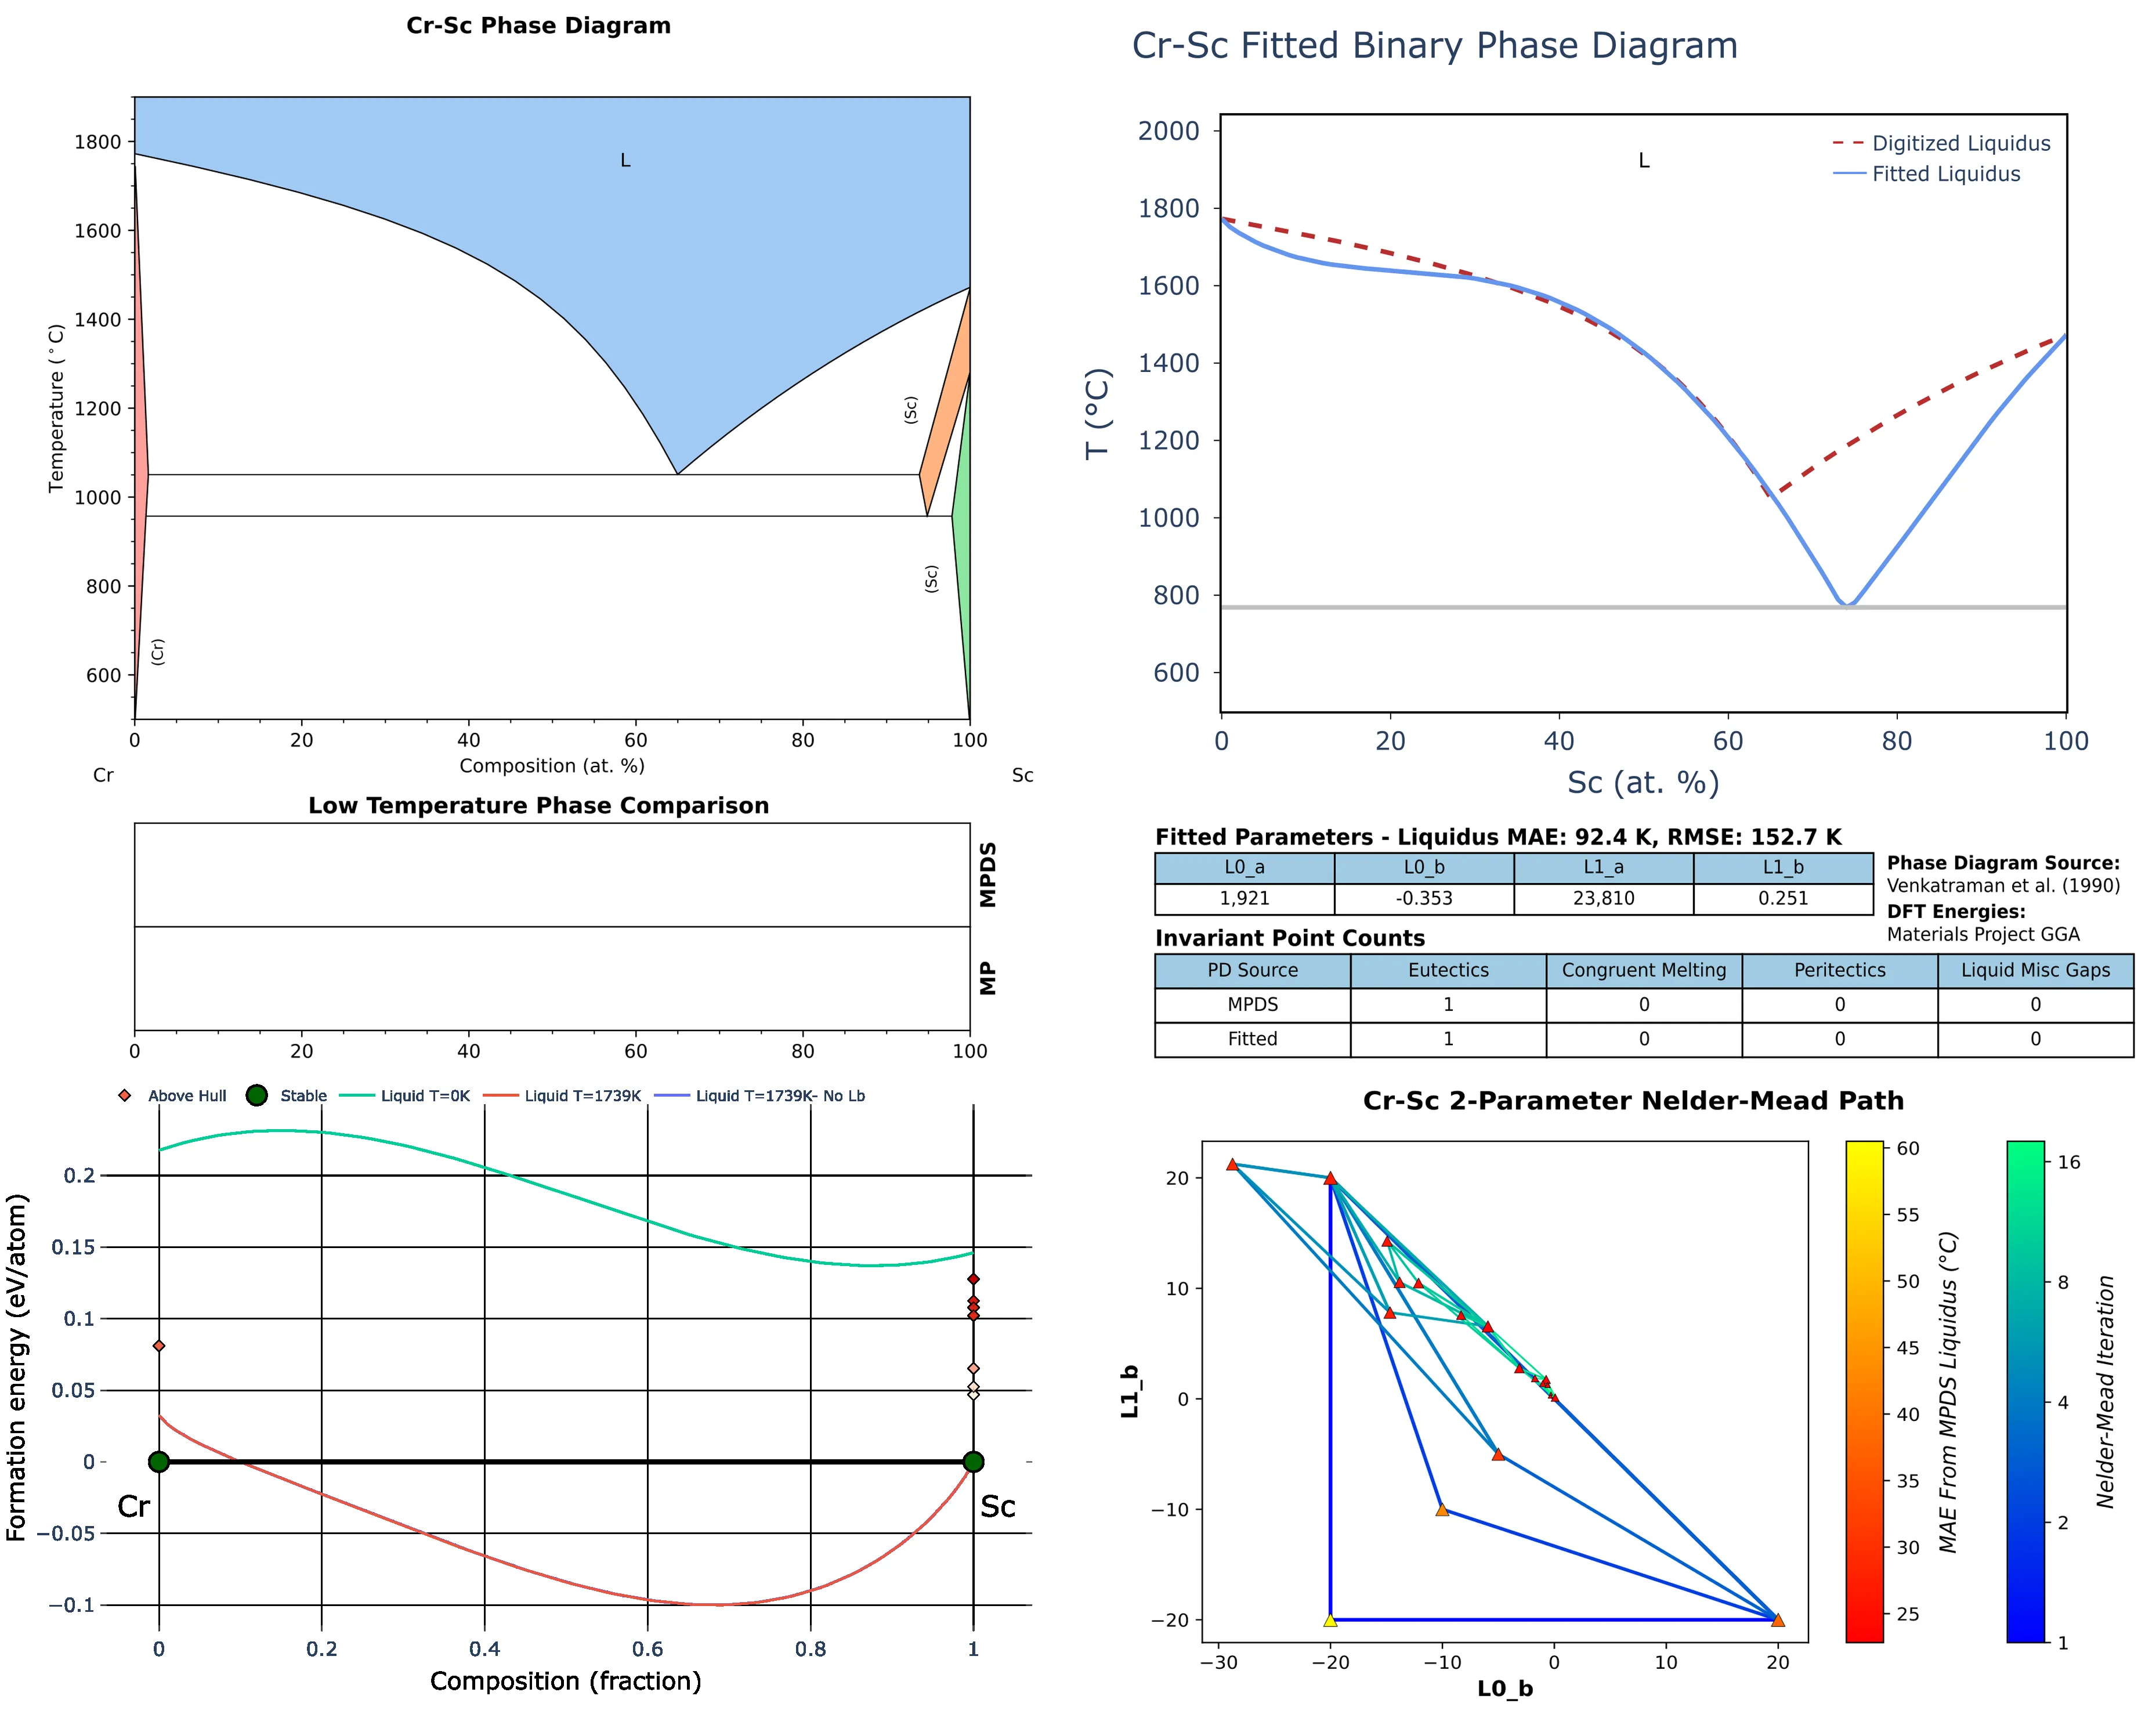 Cr-Sc Phase Diagram
1800
1600
1400
1200
1000
800
600
Temperature (°C)
L
(Sc)
(Sc)
(Cr)
0 20 40 60 80 100
Composition (at. %)
Cr Sc
Low Temperature Phase Comparison
MPDS
MP
0 20 40 60 80 100
Above Hull Stable Liquid T=0K Liquid T=1739K Liquid T=1739K- No Lb
0.2
0.15
0.1
0.05
0
−0.05
−0.1
Formation energy (eV/atom)
Cr Sc
0 0.2 0.4 0.6 0.8 1
Composition (fraction)
Cr-Sc Fitted Binary Phase Diagram
2000
1800
1600
1400
1200
1000
800
600
T (°C)
L
Digitized Liquidus
Fitted Liquidus
0 20 40 60 80 100
Sc (at. %)
Fitted Parameters - Liquidus MAE: 92.4 K, RMSE: 152.7 K
L0_a L0_b L1_a L1_b
1,921 -0.353 23,810 0.251
Phase Diagram Source:
Venkatraman et al. (1990)
DFT Energies:
Materials Project GGA
Invariant Point Counts
PD Source Eutectics Congruent Melting Peritectics Liquid Misc Gaps
MPDS 1 0 0 0
Fitted 1 0 0 0
Cr-Sc 2-Parameter Nelder-Mead Path
20
10
0
−10
−20
L1_b
−30 −20 −10 0 10 20
L0_b
60
55
50
45
40
35
30
25
MAE From MPDS Liquidus (°C)
16
8
4
2
1
Nelder-Mead Iteration